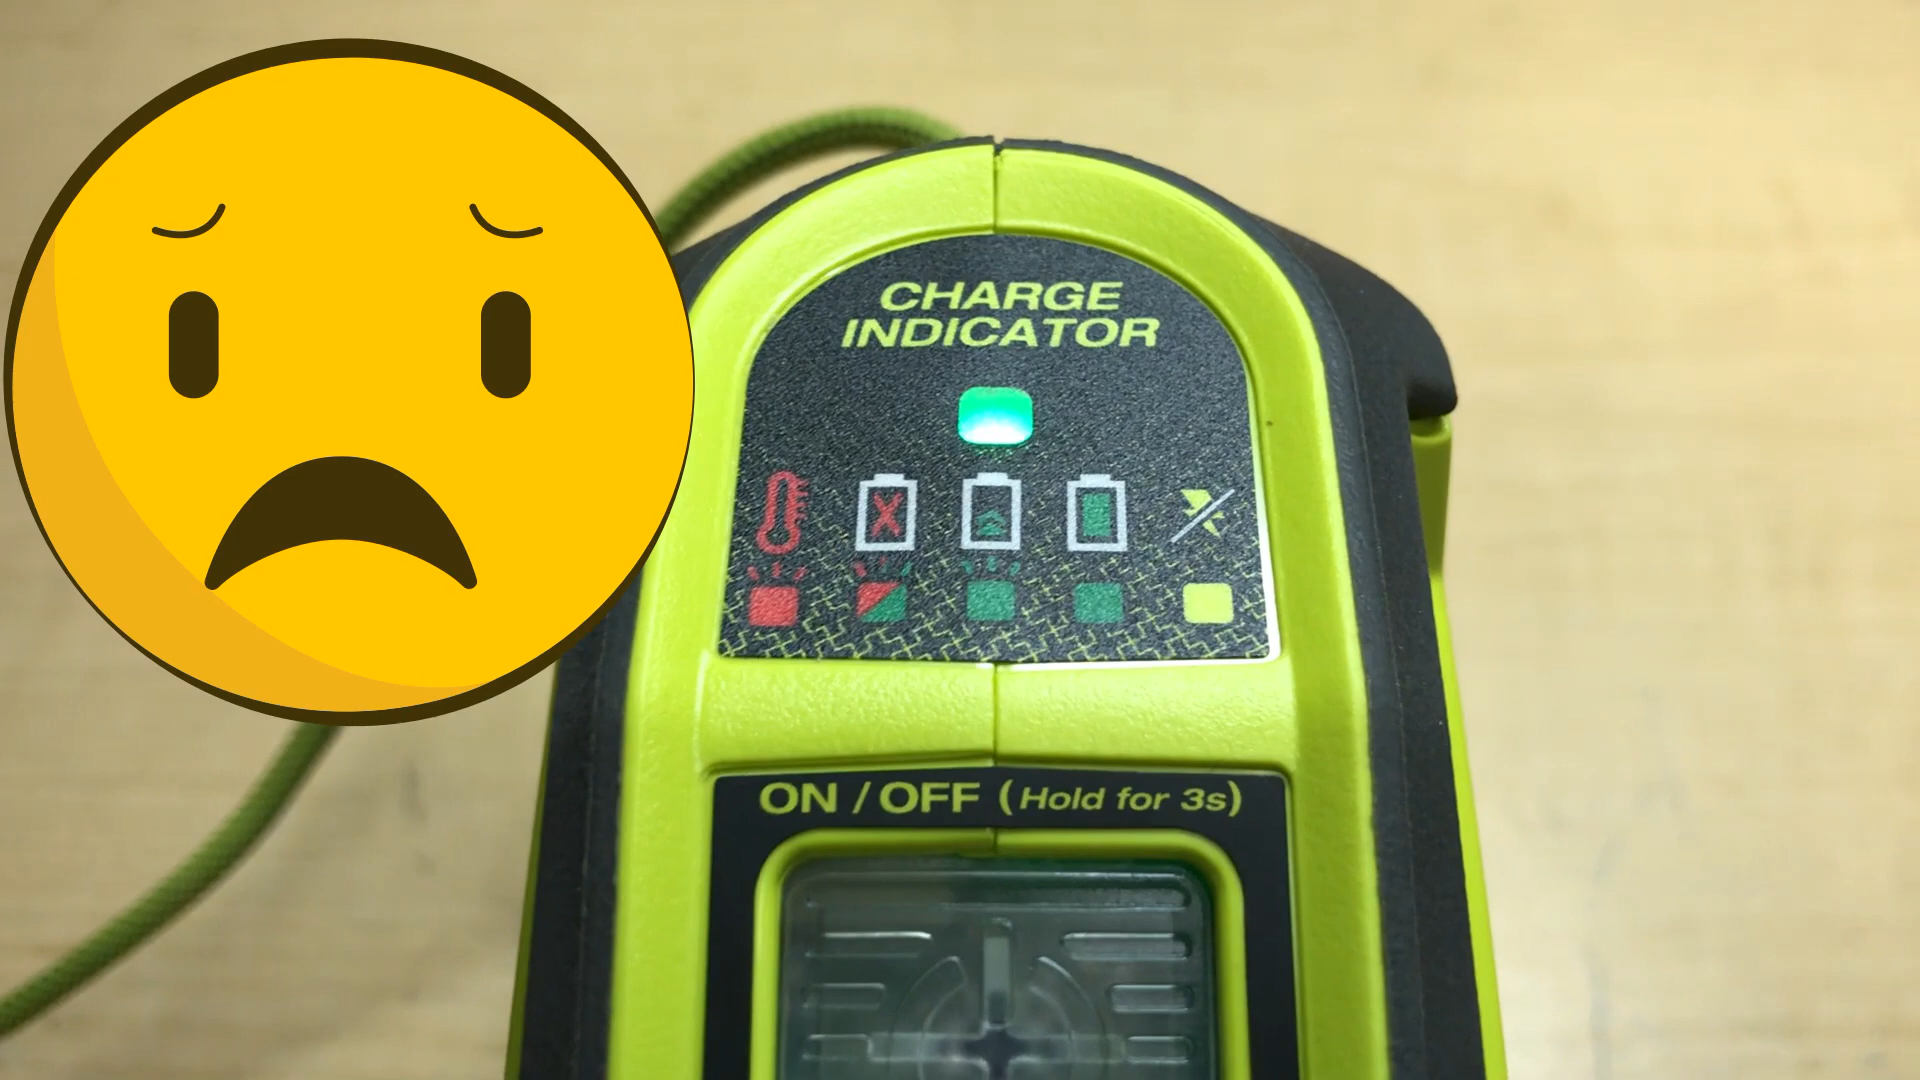 CHARGE
INDICATOR
ON / OFF (Hold for 3s)